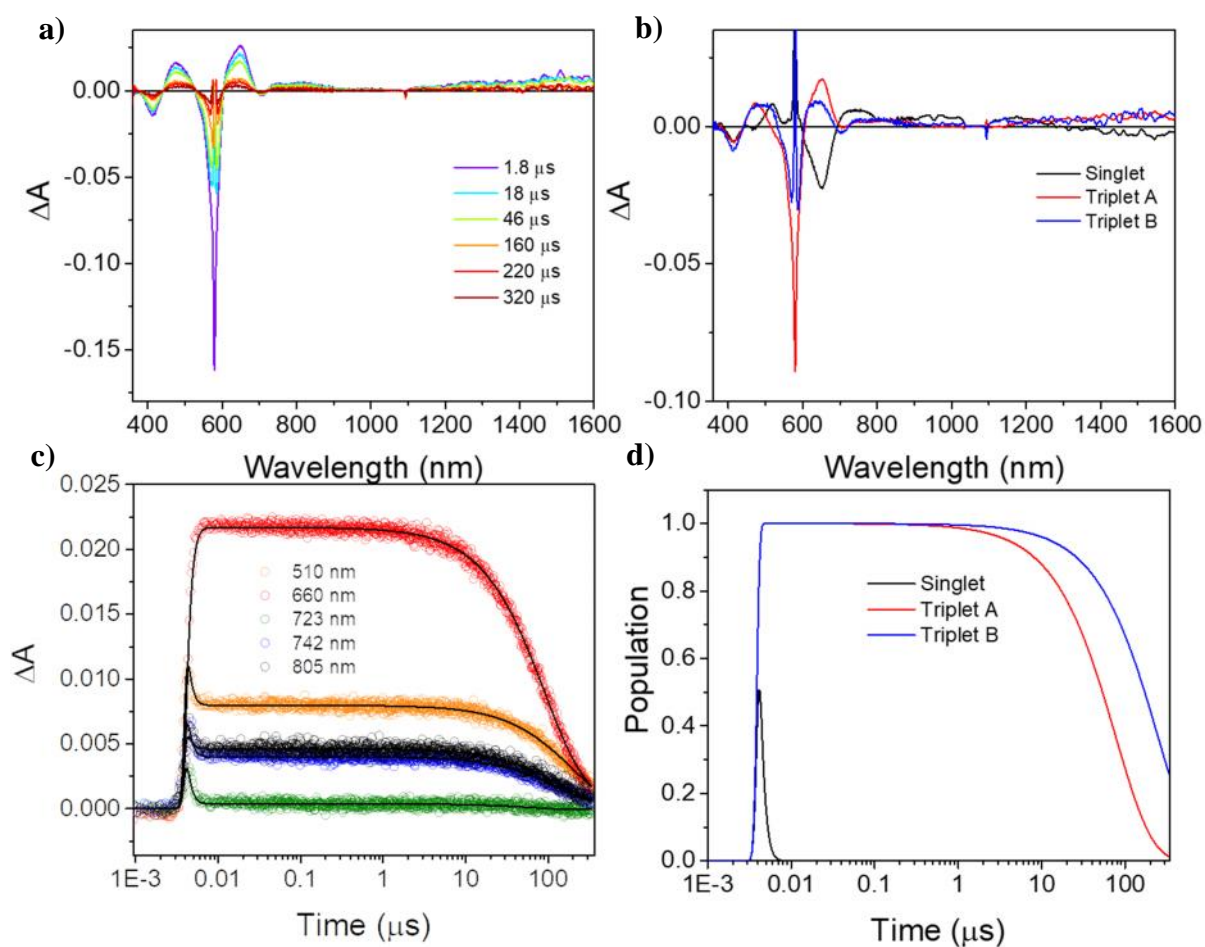 a)
0.00
-0.05
-0.10
-0.15
ΔA
1.8 µs
18 µs
46 µs
160 µs
220 µs
320 µs
400 600 800 1000 1200 1400 1600
Wavelength (nm)
b)
0.00
-0.05
-0.10
ΔA
Singlet
Triplet A
Triplet B
400 600 800 1000 1200 1400 1600
Wavelength (nm)
c)
0.025
0.020
0.015
0.010
0.005
0.000
ΔA
510 nm
660 nm
723 nm
742 nm
805 nm
1E-3 0.01 0.1 1 10 100
Time (µs)
d)
1.0
0.8
0.6
0.4
0.2
0.0
Population
Singlet
Triplet A
Triplet B
1E-3 0.01 0.1 1 10 100
Time (µs)